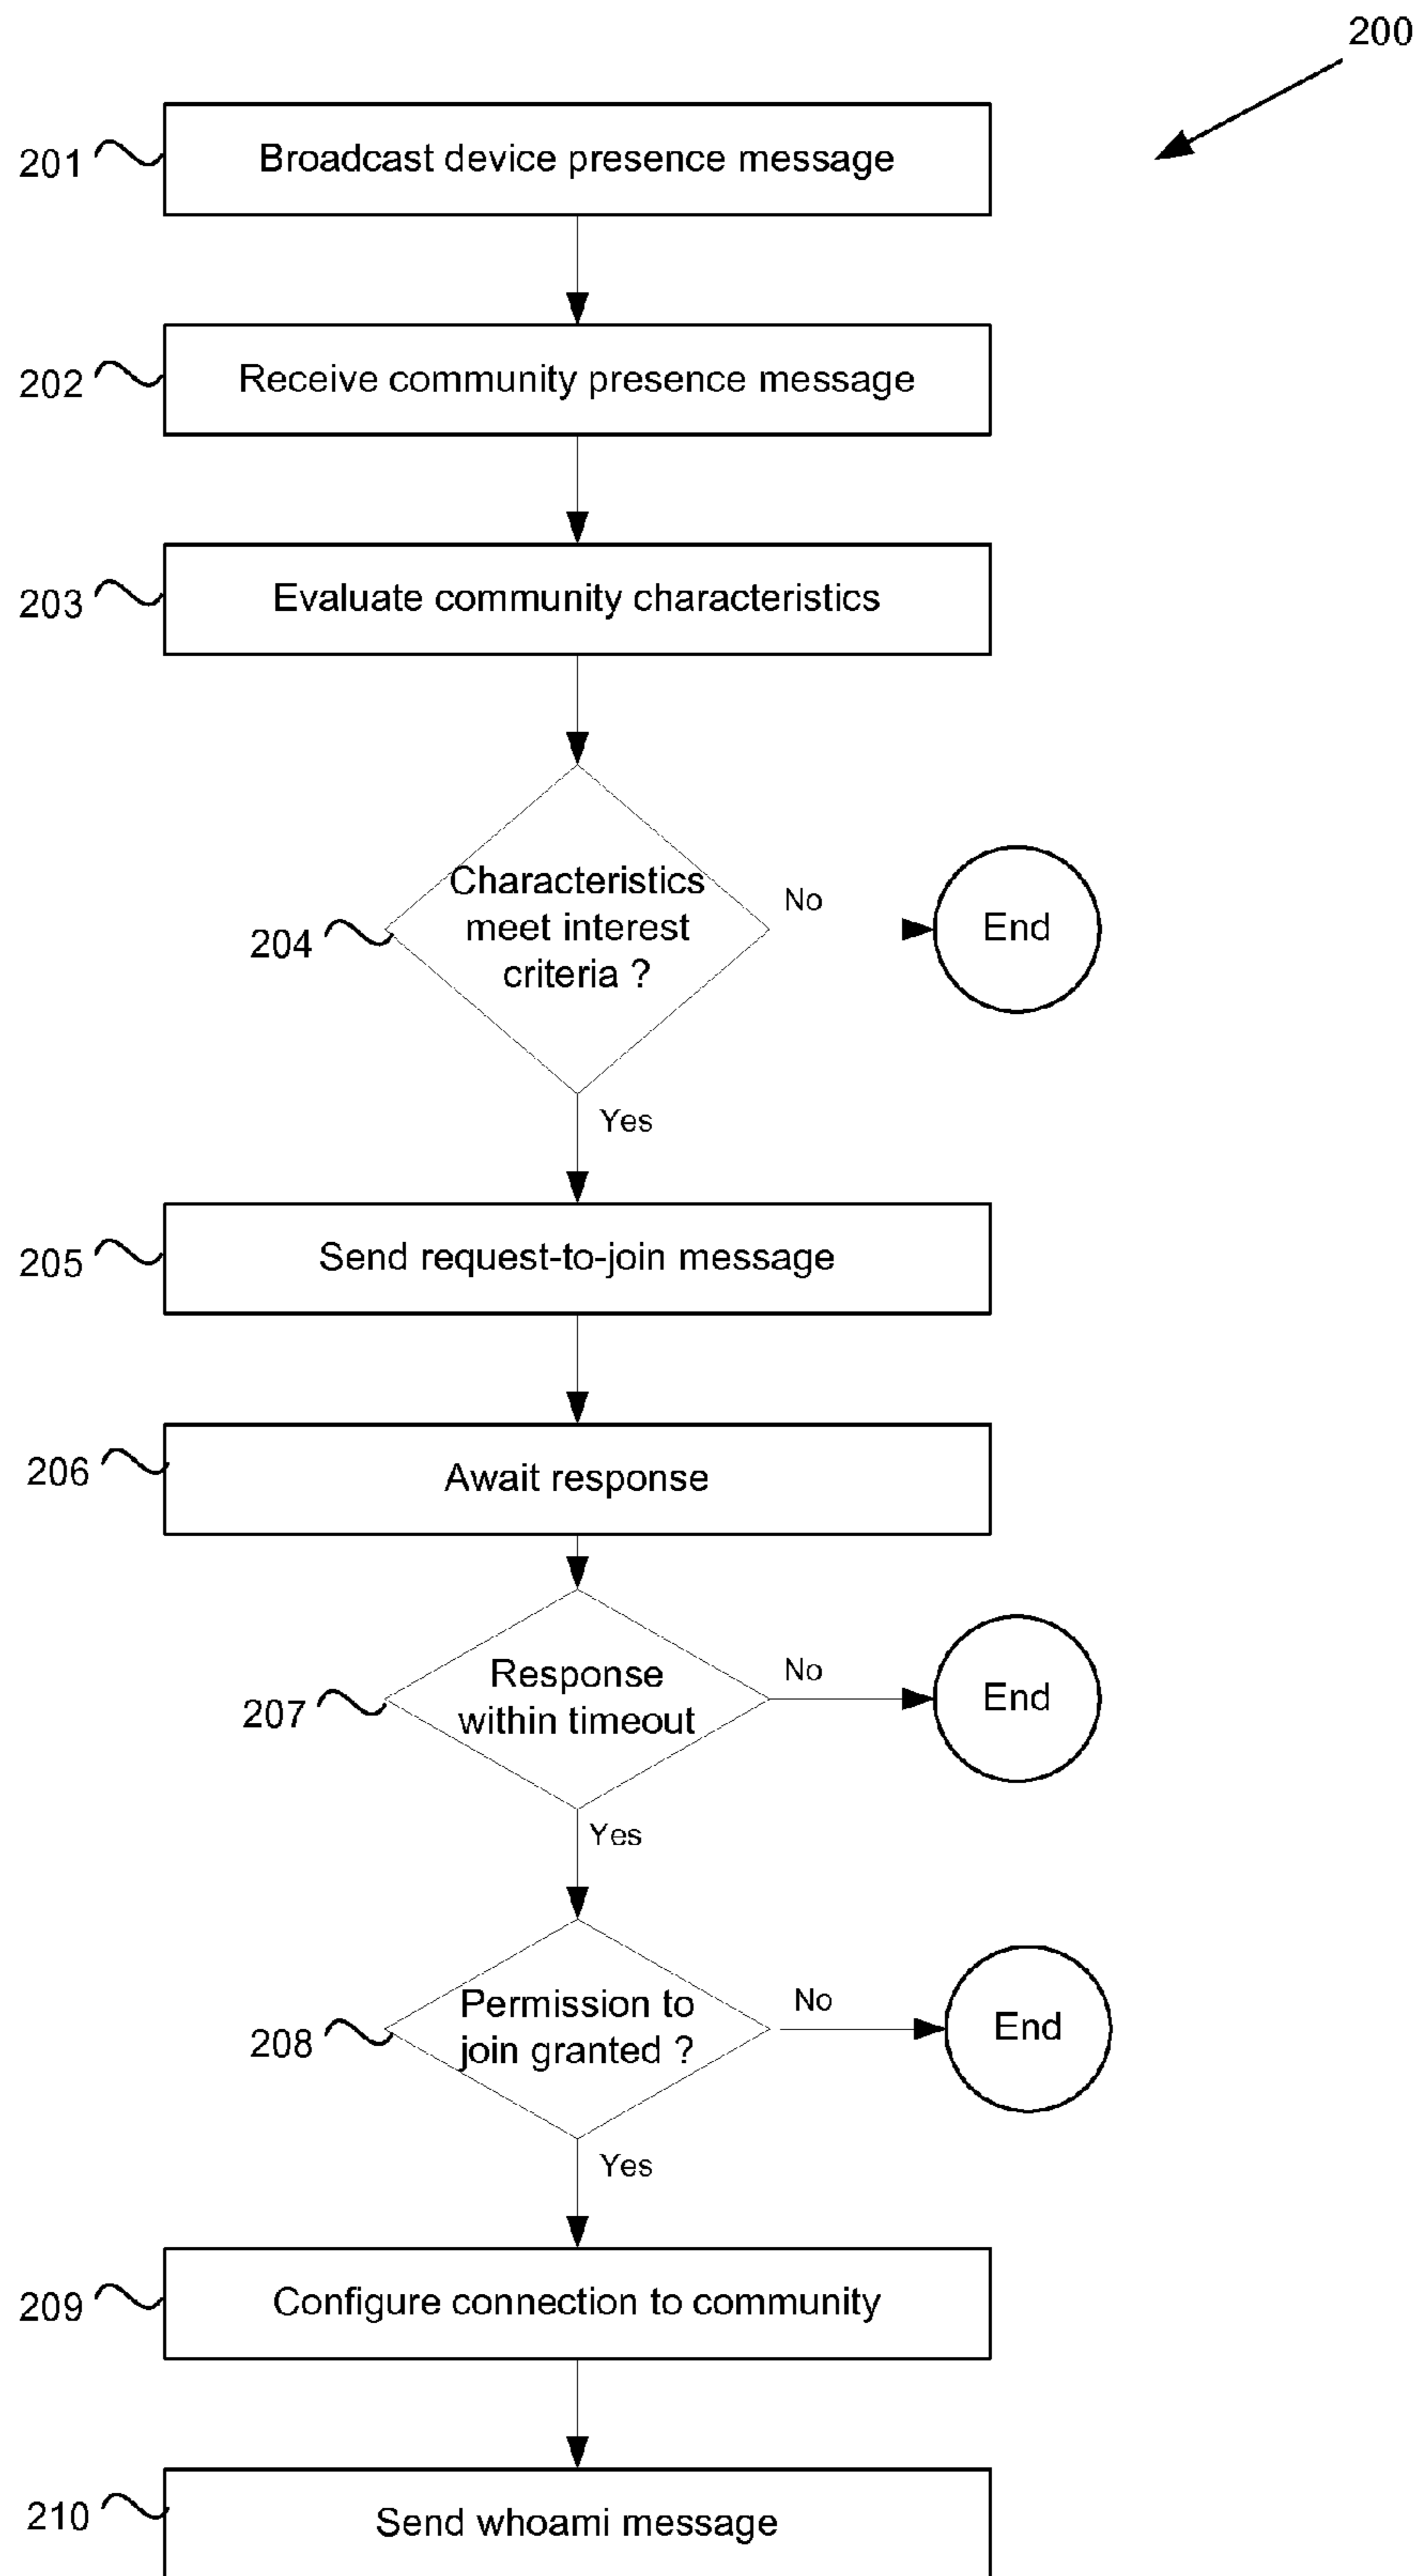 200
201
Broadcast device presence message
202
Receive community presence message
203
Evaluate community characteristics
204
Characteristics
meet interest
criteria ?
No
End
Yes
205
Send request-to-join message
206
Await response
207
Response
within timeout
No
End
Yes
208
Permission to
join granted ?
No
End
Yes
209
Configure connection to community
210
Send whoami message